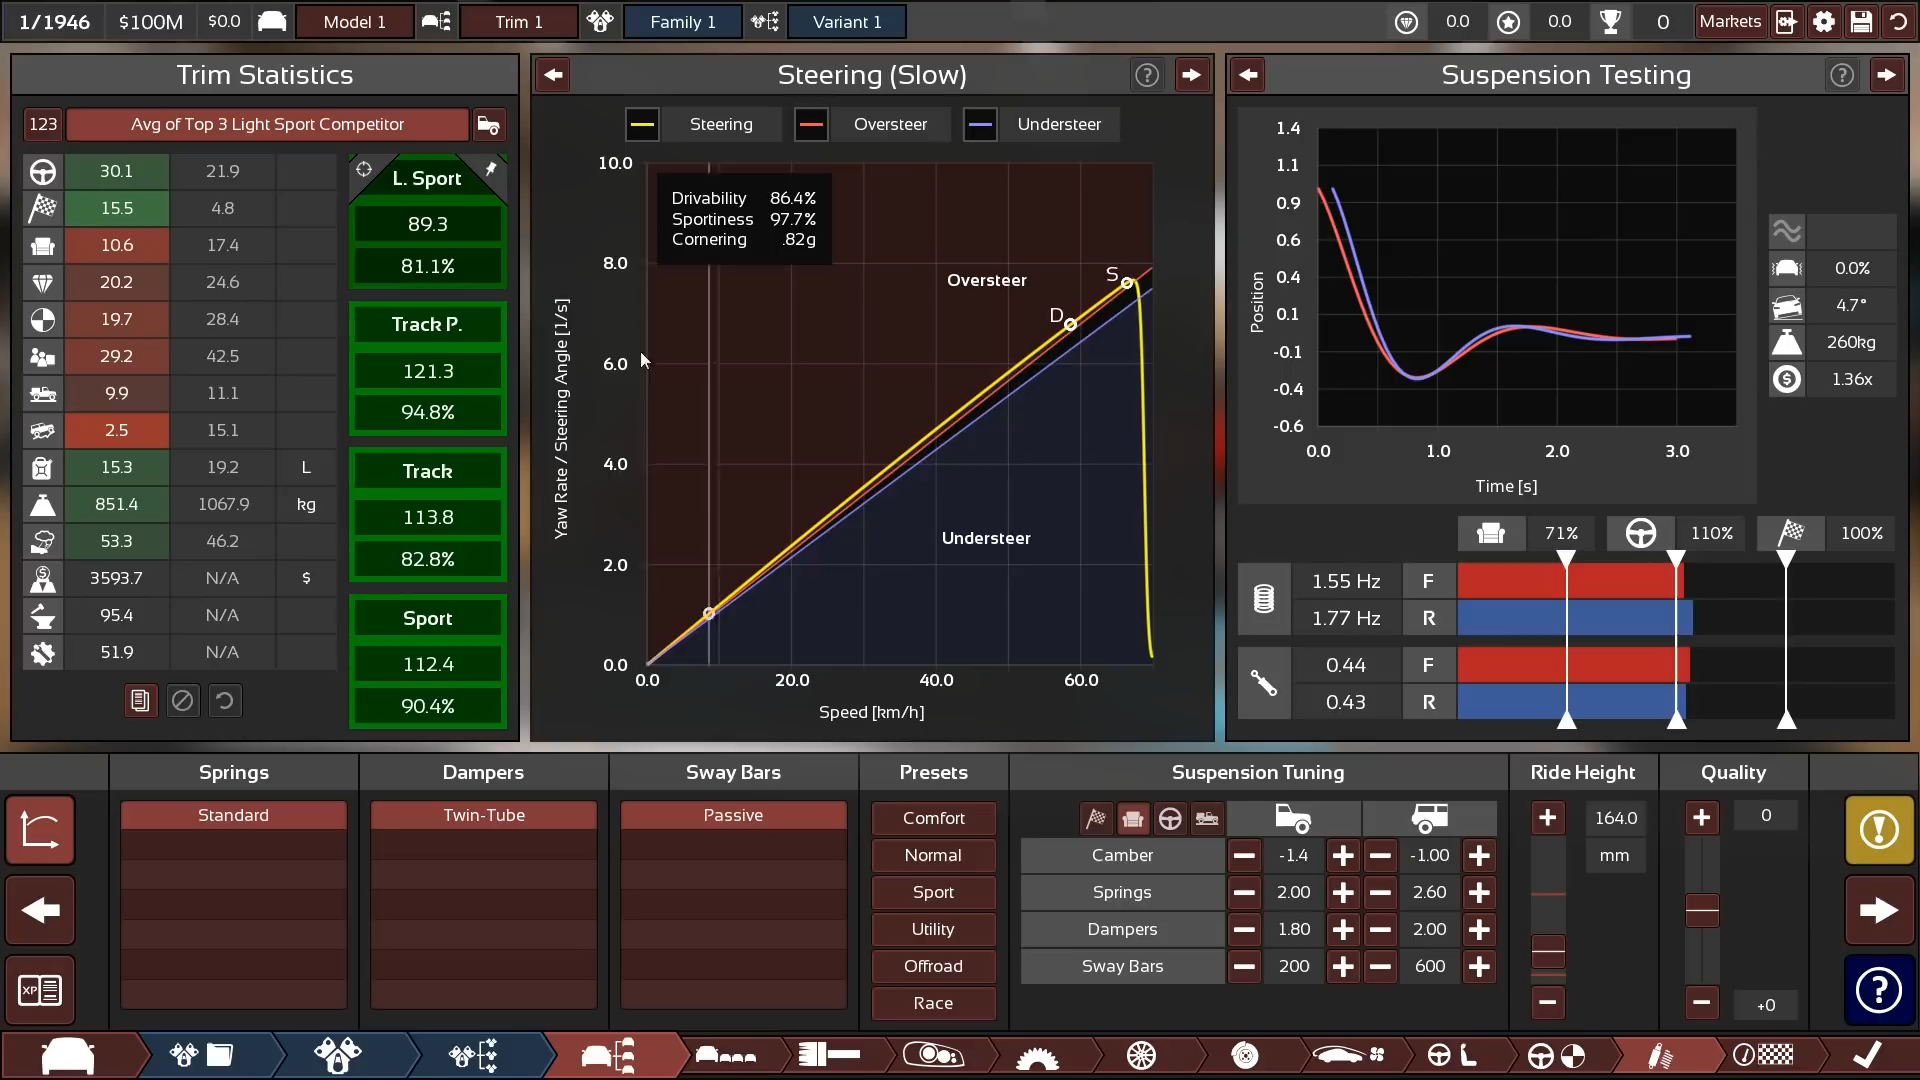 1/1946 $100M $0.0 Model 1 Trim 1 Family 1 Variant 1 0.0 0.0 0 Markets
Trim Statistics
123 Avg of Top 3 Light Sport Competitor
30.1 21.9
15.5 4.8
10.6 17.4
20.2 24.6
19.7 28.4
29.2 42.5
9.9 11.1
2.5 15.1
15.3 19.2 L
851.4 1067.9 kg
53.3 46.2
3593.7 N/A $
95.4 N/A
51.9 N/A
L. Sport
89.3
81.1%
Track P.
121.3
94.8%
Track
113.8
82.8%
Sport
112.4
90.4%
Steering (Slow)
?
Steering Oversteer Understeer
Drivability 86.4%
Sportiness 97.7%
Cornering .82g
Oversteer
S
D
Understeer
10.0
8.0
6.0
4.0
2.0
0.0
Yaw Rate / Steering Angle [1/s]
0.0 20.0 40.0 60.0
Speed [km/h]
Suspension Testing
?
1.4
1.1
0.9
0.6
0.4
0.1
-0.1
-0.4
-0.6
Position
0.0 1.0 2.0 3.0
Time [s]
0.0%
4.7°
260kg
1.36x
71% 110% 100%
1.55 Hz F
1.77 Hz R
0.44 F
0.43 R
Springs
Standard
Dampers
Twin-Tube
Sway Bars
Passive
Presets
Comfort
Normal
Sport
Utility
Offroad
Race
Suspension Tuning
Camber -1.4 -1.00
Springs 2.00 2.60
Dampers 1.80 2.00
Sway Bars 200 600
Ride Height
164.0
mm
Quality
0
+0
XP
?